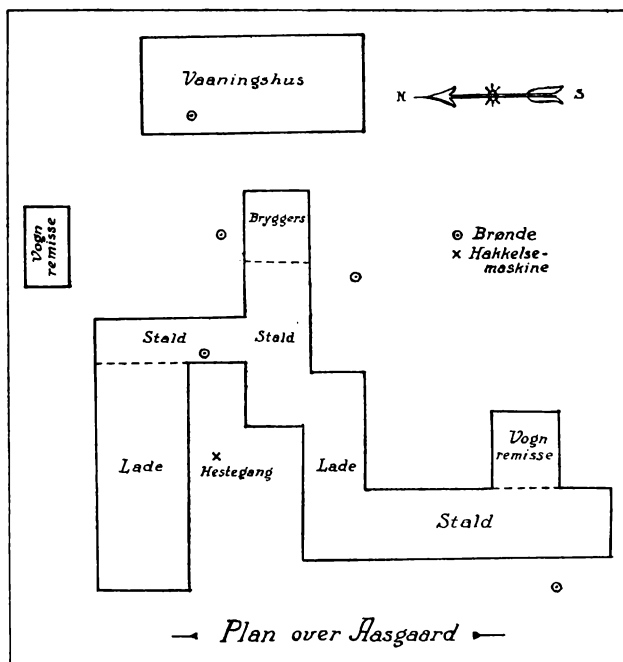 Vaaningshus
N
S
Vogn
remisse
Bryggers
Brønde
Hakkelse-
maskine
Stald
Stald
Lade
Hestegang
Lade
Vogn
remisse
Stald
Plan over Aasgaard